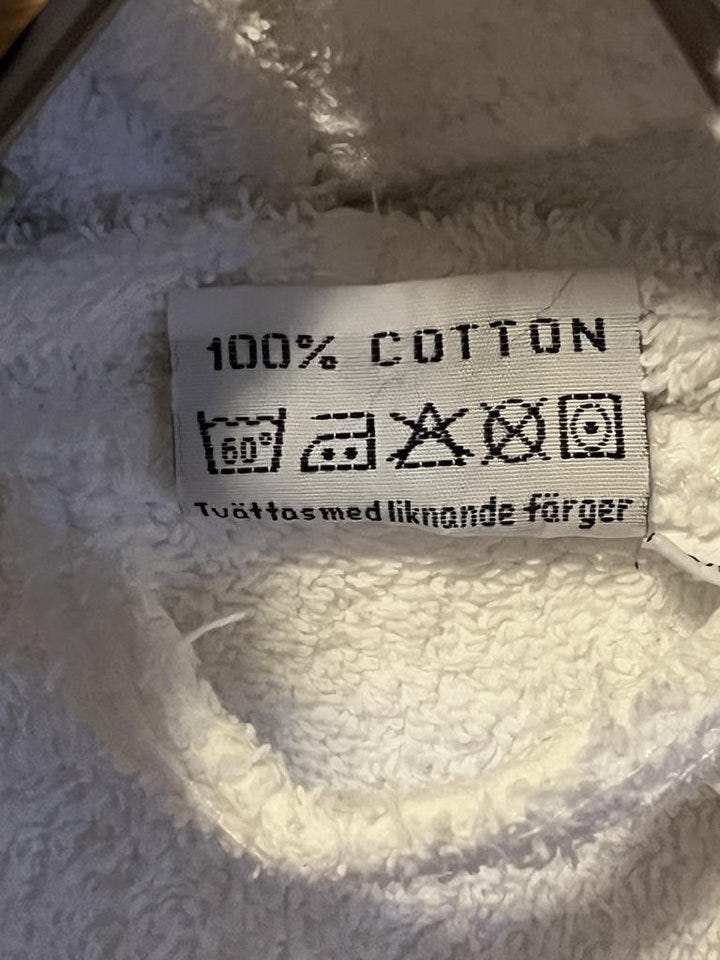 100% COTTON
60°
Tvättas med liknande färger